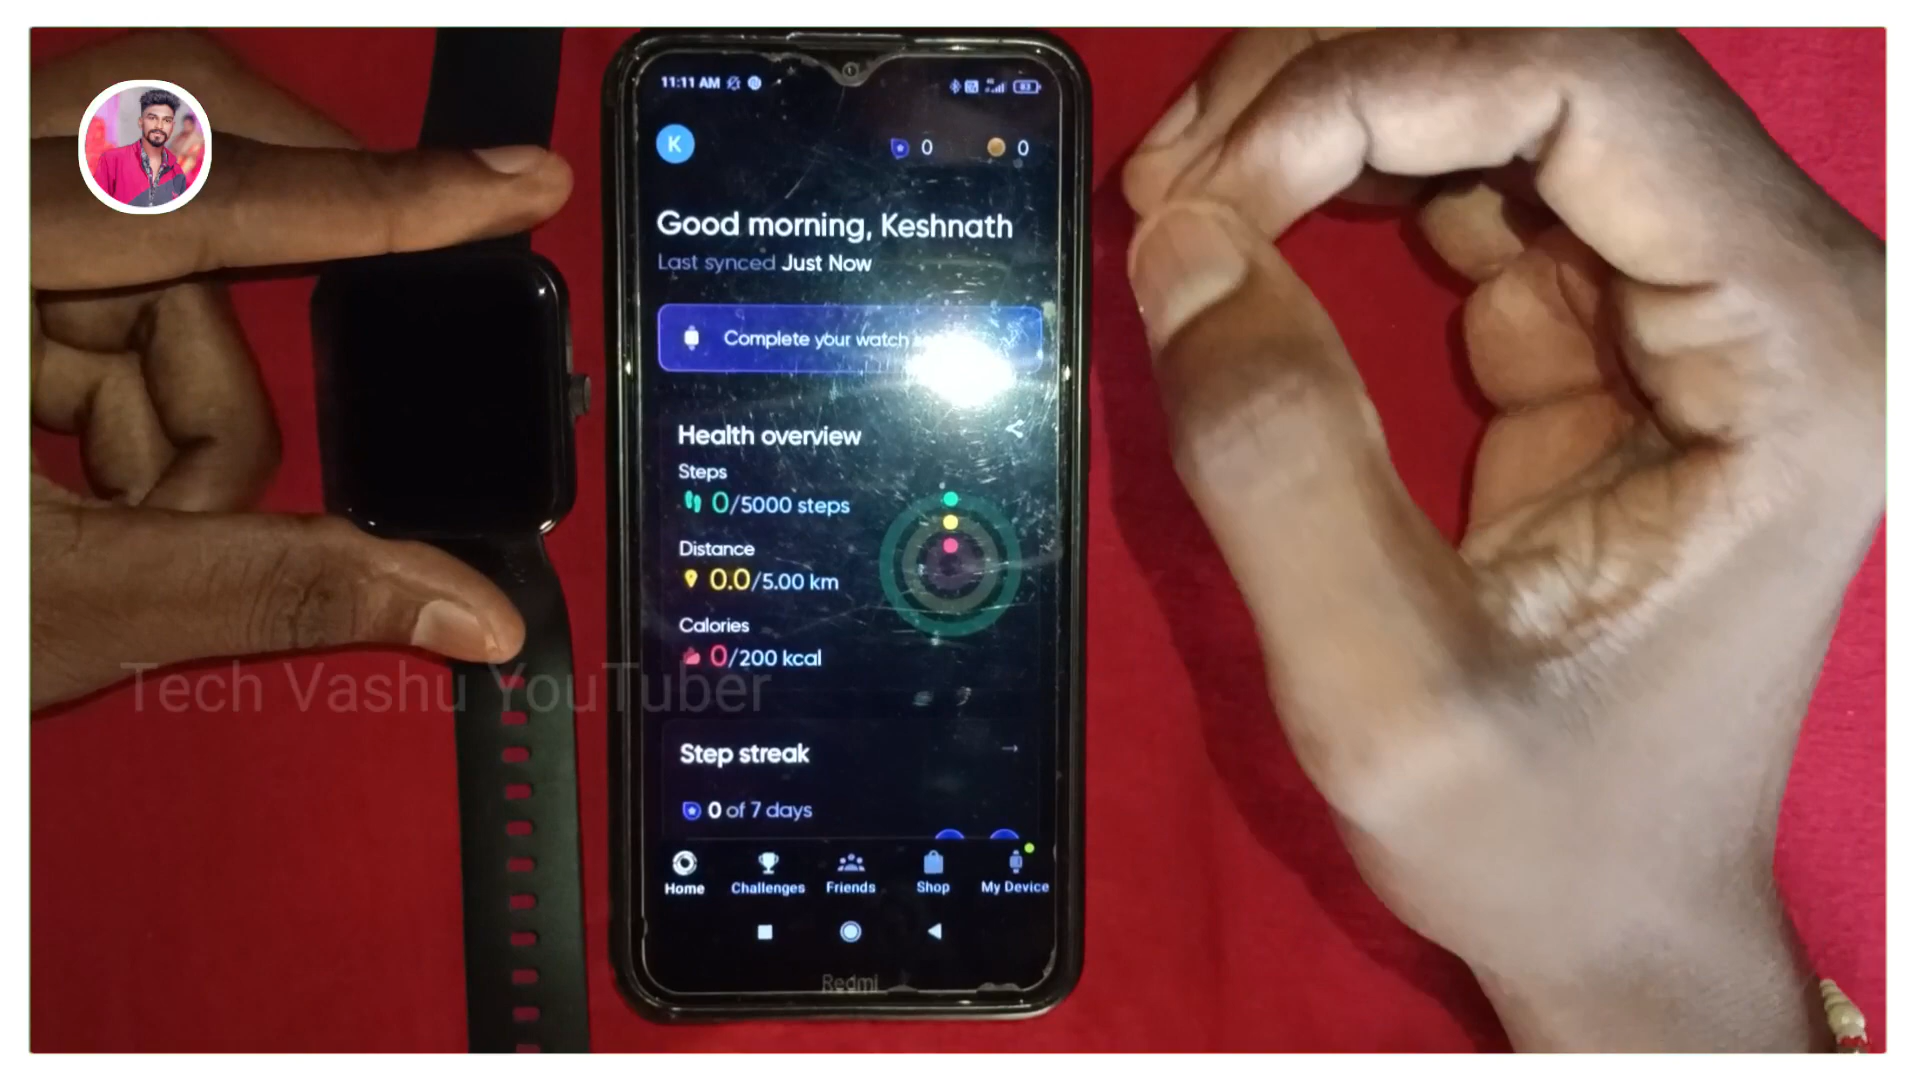 11:11 AM
83
K
0
0
Good morning, Keshnath
Last synced Just Now
Complete your watch
Health overview
Steps
0/5000 steps
Distance
0.0/5.00 km
Calories
0/200 kcal
Tech Vashu YouTuber
Step streak
0 of 7 days
Home
Challenges
Friends
Shop
My Device
Redmi